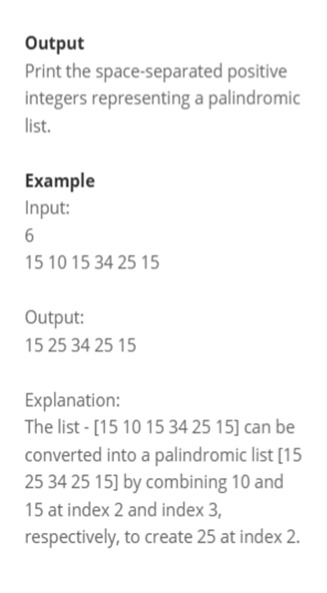 Output
Print the space-separated positive
integers representing a palindromic
list.
Example
Input:
6
15 10 15 34 25 15
Output:
15 25 34 25 15
Explanation:
The list - [15 10 15 34 25 15] can be
converted into a palindromic list [15
25 34 25 15] by combining 10 and
15 at index 2 and index 3,
respectively, to create 25 at index 2.